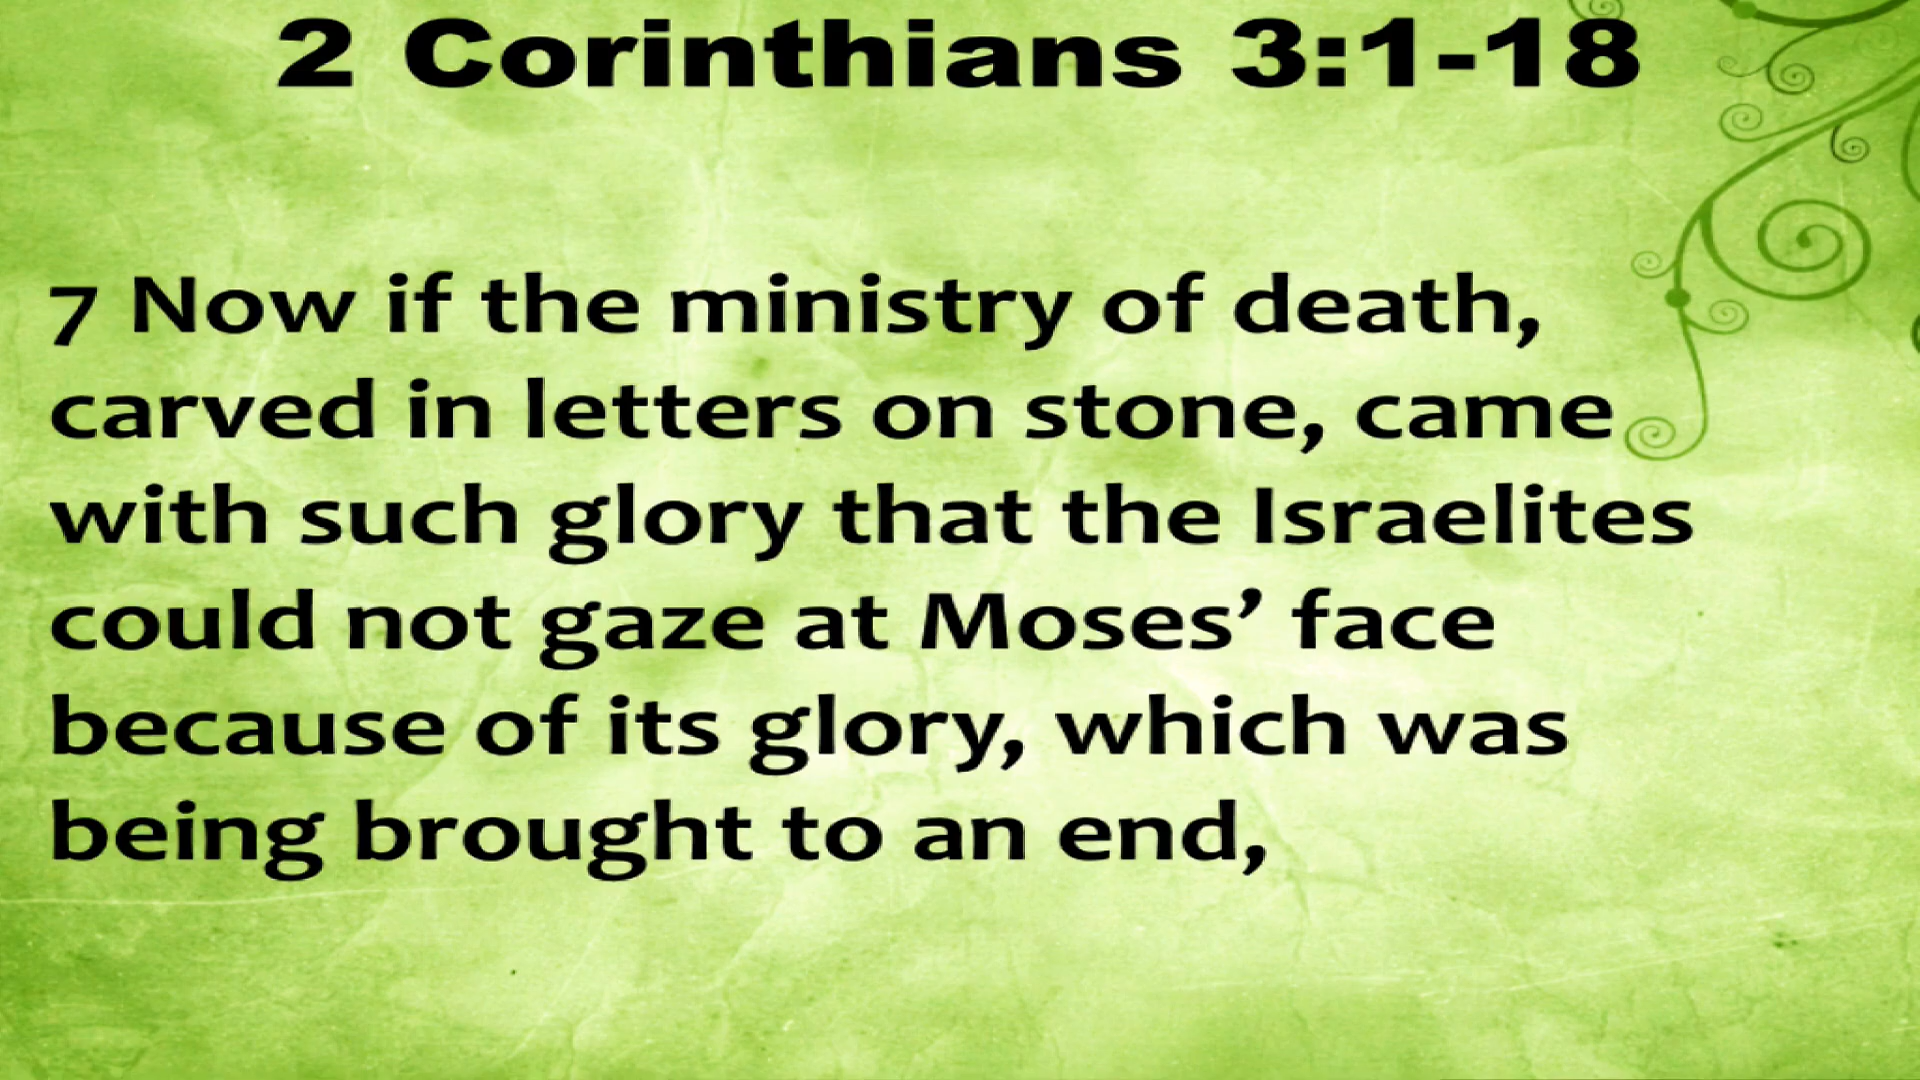 2 Corinthians 3:1-18
7 Now if the ministry of death,
carved in letters on stone, came
with such glory that the Israelites
could not gaze at Moses’ face
because of its glory, which was
being brought to an end,